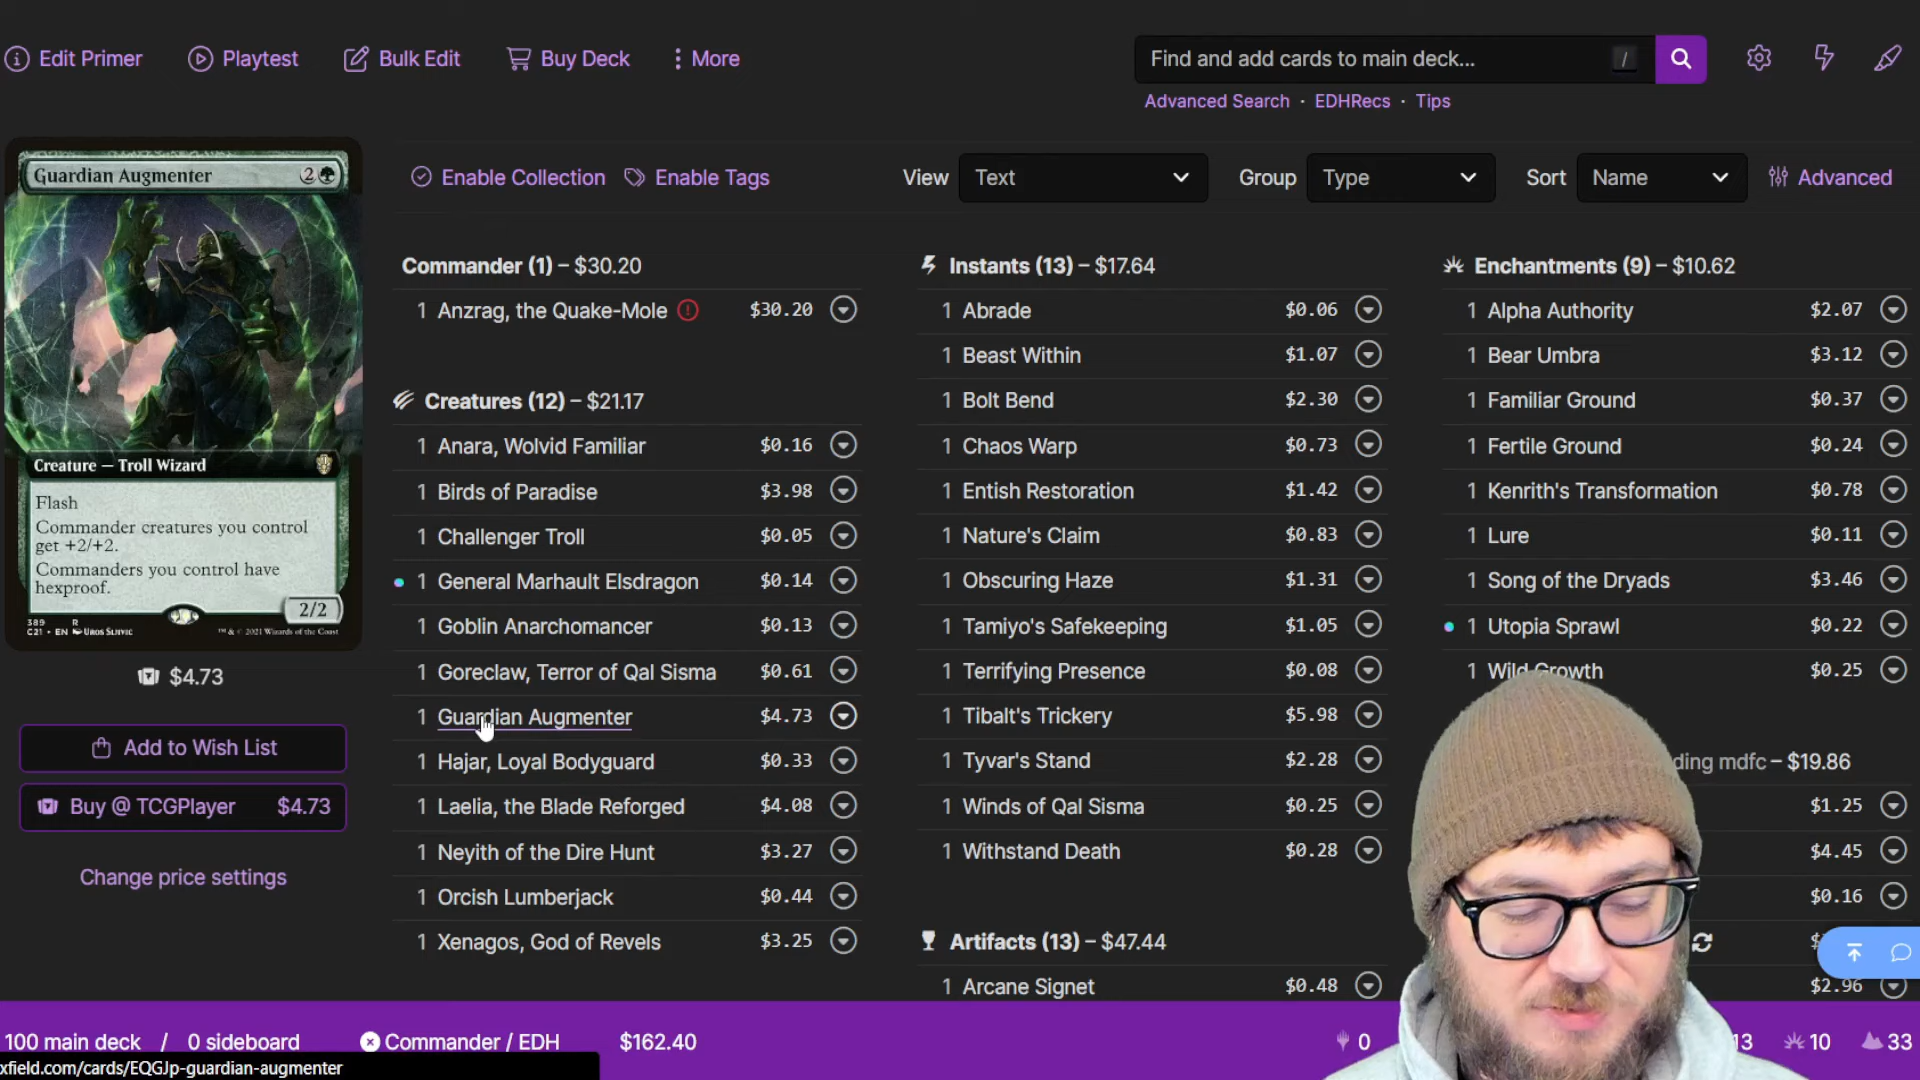 Edit Primer
Playtest
Bulk Edit
Buy Deck
More
Find and add cards to main deck...
/
Advanced Search · EDHRecs · Tips
Guardian Augmenter 2
Creature — Troll Wizard
Flash
Commander creatures you control
get +2/+2.
Commanders you control have
hexproof.
2/2
389 R
C21 • EN UROS SLJIVIC
™ & © 2021 Wizards of the Coast
$4.73
Add to Wish List
Buy @ TCGPlayer $4.73
Change price settings
Enable Collection
Enable Tags
View Text
Group Type
Sort Name
Advanced
Commander (1) – $30.20
1 Anzrag, the Quake-Mole $30.20
Creatures (12) – $21.17
1 Anara, Wolvid Familiar $0.16
1 Birds of Paradise $3.98
1 Challenger Troll $0.05
1 General Marhault Elsdragon $0.14
1 Goblin Anarchomancer $0.13
1 Goreclaw, Terror of Qal Sisma $0.61
1 Guardian Augmenter $4.73
1 Hajar, Loyal Bodyguard $0.33
1 Laelia, the Blade Reforged $4.08
1 Neyith of the Dire Hunt $3.27
1 Orcish Lumberjack $0.44
1 Xenagos, God of Revels $3.25
Instants (13) – $17.64
1 Abrade $0.06
1 Beast Within $1.07
1 Bolt Bend $2.30
1 Chaos Warp $0.73
1 Entish Restoration $1.42
1 Nature's Claim $0.83
1 Obscuring Haze $1.31
1 Tamiyo's Safekeeping $1.05
1 Terrifying Presence $0.08
1 Tibalt's Trickery $5.98
1 Tyvar's Stand $2.28
1 Winds of Qal Sisma $0.25
1 Withstand Death $0.28
Artifacts (13) – $47.44
1 Arcane Signet $0.48
Enchantments (9) – $10.62
1 Alpha Authority $2.07
1 Bear Umbra $3.12
1 Familiar Ground $0.37
1 Fertile Ground $0.24
1 Kenrith's Transformation $0.78
1 Lure $0.11
1 Song of the Dryads $3.46
1 Utopia Sprawl $0.22
1 Wild Growth $0.25
ding mdfc – $19.86
$1.25
$4.45
$0.16
$2.96
100 main deck / 0 sideboard
Commander / EDH
$162.40
0
13
10
33
xfield.com/cards/EQGJp-guardian-augmenter